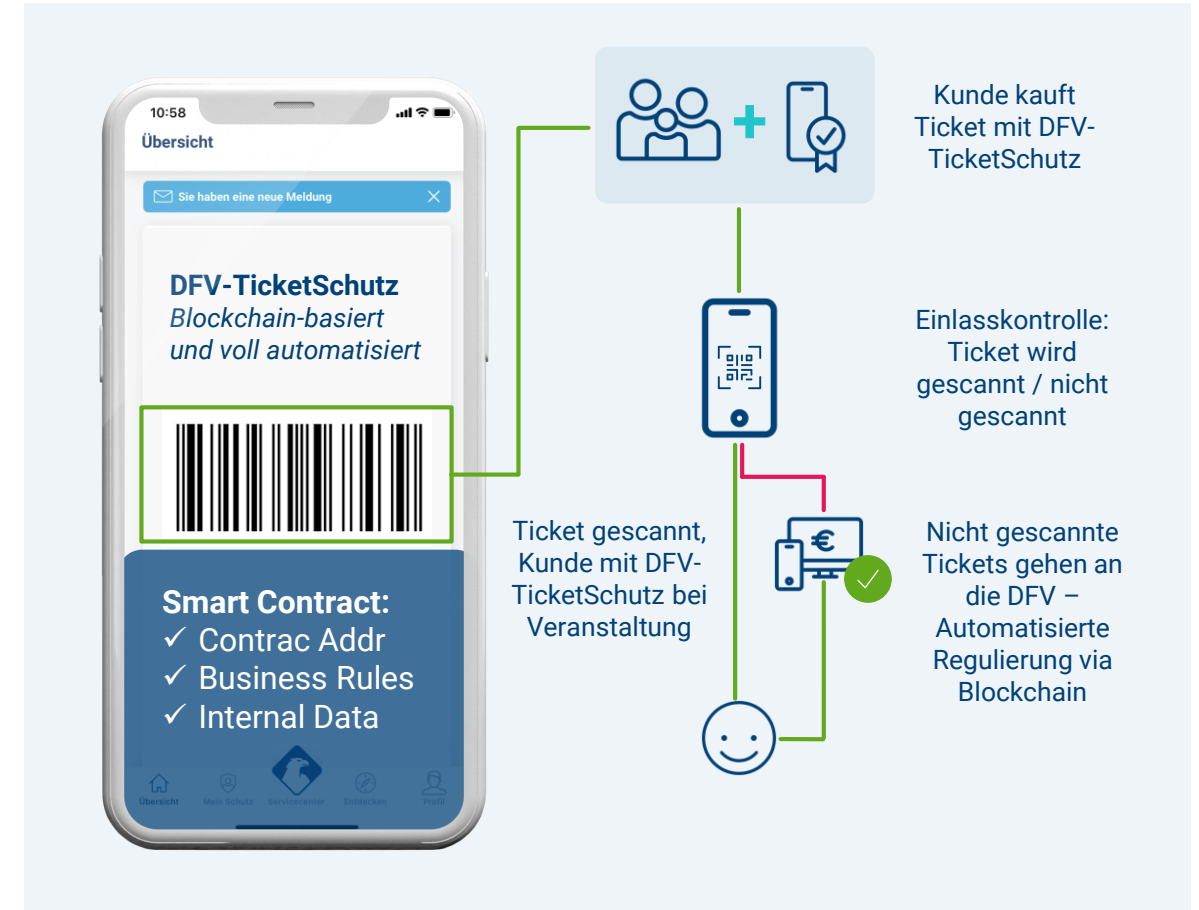 10:58
Übersicht
Sie haben eine neue Meldung
DFV-TicketSchutz
Blockchain-basiert
und voll automatisiert
Smart Contract:
✓ Contrac Addr
✓ Business Rules
✓ Internal Data
Übersicht
Mein Schutz
Servicecenter
Entdecken
Profil
Kunde kauft
Ticket mit DFV-
TicketSchutz
Einlasskontrolle:
Ticket wird
gescannt / nicht
gescannt
Ticket gescannt,
Kunde mit DFV-
TicketSchutz bei
Veranstaltung
Nicht gescannte
Tickets gehen an
die DFV –
Automatisierte
Regulierung via
Blockchain